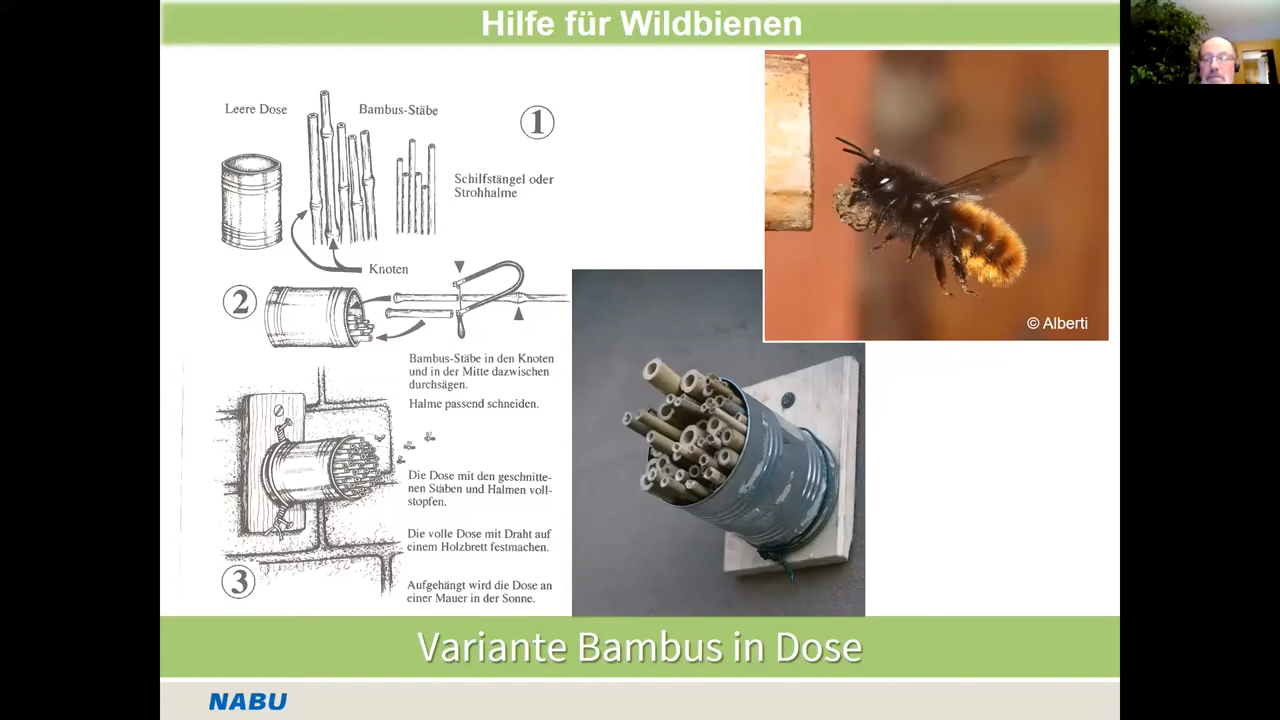 Hilfe für Wildbienen
Leere Dose
Bambus-Stäbe
1
Schilfstängel oder
Strohhalme
Knoten
2
Bambus-Stäbe in den Knoten
und in der Mitte dazwischen
durchsägen.
Halme passend schneiden.
Die Dose mit den geschnitte-
nen Stäben und Halmen voll-
stopfen.
Die volle Dose mit Draht auf
einem Holzbrett festmachen.
3
Aufgehängt wird die Dose an
einer Mauer in der Sonne.
© Alberti
Variante Bambus in Dose
NABU